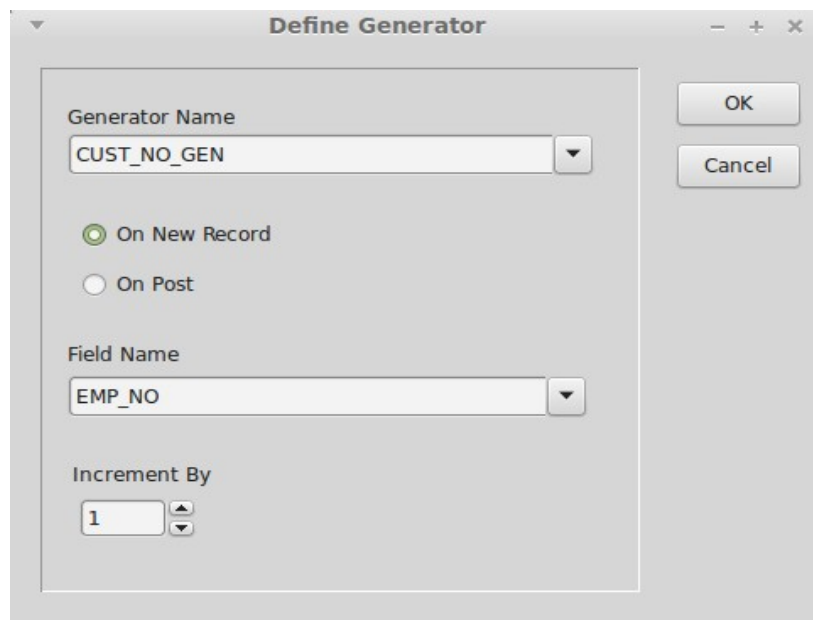 Define Generator
Generator Name
OK
CUST_NO_GEN
Cancel
On New Record
On Post
Field Name
EMP_NO
Increment By
1